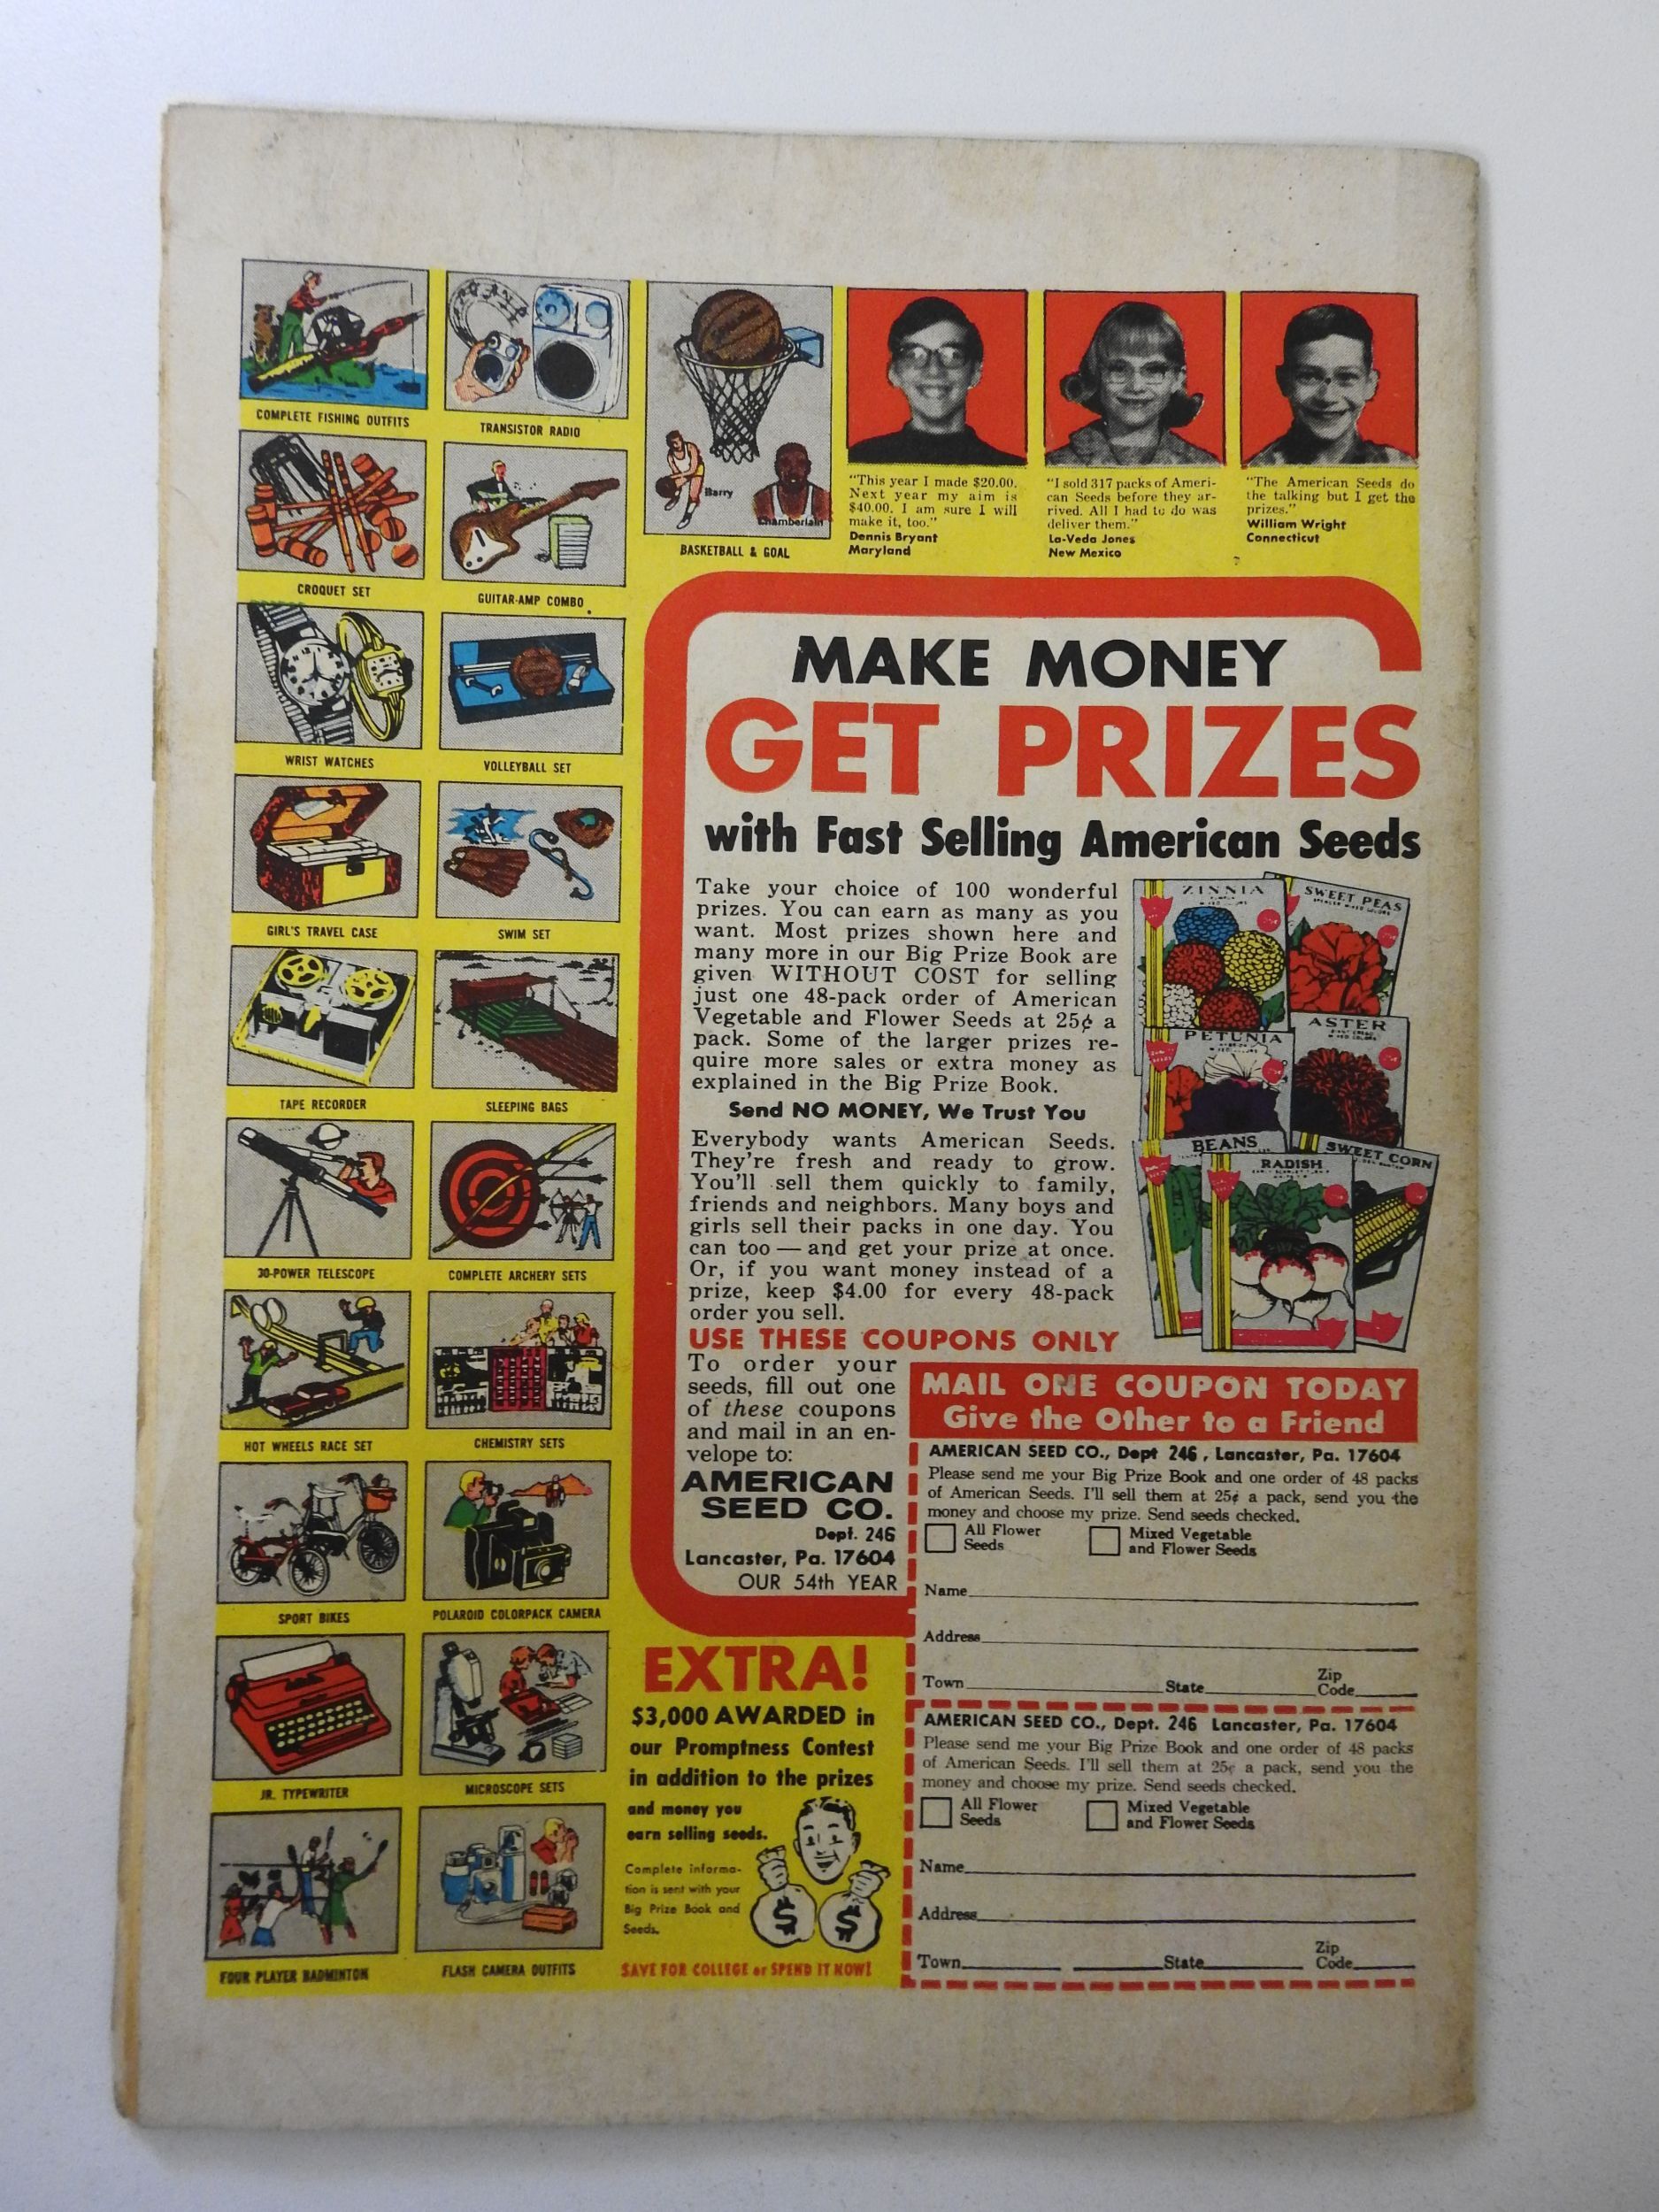 COMPLETE FISHING OUTFITS
TRANSISTOR RADIO
Barry
Chamberlain
BASKETBALL & GOAL
"This year I made $20.00.
Next year my aim is
$40.00. I am sure I will
make it, too."
Dennis Bryant
Maryland
"I sold 317 packs of Ameri-
can Seeds before they ar-
rived. All I had to do was
deliver them."
La-Veda Jones
New Mexico
"The American Seeds do
the talking but I get the
prizes."
William Wright
Connecticut
CROQUET SET
GUITAR-AMP COMBO
WRIST WATCHES
VOLLEYBALL SET
GIRL'S TRAVEL CASE
SWIM SET
TAPE RECORDER
SLEEPING BAGS
30-POWER TELESCOPE
COMPLETE ARCHERY SETS
HOT WHEELS RACE SET
CHEMISTRY SETS
SPORT BIKES
POLAROID COLORPACK CAMERA
JR. TYPEWRITER
MICROSCOPE SETS
FOUR PLAYER BADMINTON
FLASH CAMERA OUTFITS
MAKE MONEY
GET PRIZES
with Fast Selling American Seeds
Take your choice of 100 wonderful
prizes. You can earn as many as you
want. Most prizes shown here and
many more in our Big Prize Book are
given WITHOUT COST for selling
just one 48-pack order of American
Vegetable and Flower Seeds at 25¢ a
pack. Some of the larger prizes re-
quire more sales or extra money as
explained in the Big Prize Book.
Send NO MONEY, We Trust You
Everybody wants American Seeds.
They're fresh and ready to grow.
You'll sell them quickly to family,
friends and neighbors. Many boys and
girls sell their packs in one day. You
can too — and get your prize at once.
Or, if you want money instead of a
prize, keep $4.00 for every 48-pack
order you sell.
ZINNIA
SWEET PEAS
PETUNIA
ASTER
BEANS
RADISH
SWEET CORN
USE THESE COUPONS ONLY
To order your
seeds, fill out one
of these coupons
and mail in an en-
velope to:
AMERICAN
SEED CO.
Dept. 246
Lancaster, Pa. 17604
OUR 54th YEAR
MAIL ONE COUPON TODAY
Give the Other to a Friend
AMERICAN SEED CO., Dept 246, Lancaster, Pa. 17604
Please send me your Big Prize Book and one order of 48 packs
of American Seeds. I'll sell them at 25¢ a pack, send you the
money and choose my prize. Send seeds checked.
All Flower
Seeds
Mixed Vegetable
and Flower Seeds
Name
Address
Town State Zip
Code
AMERICAN SEED CO., Dept. 246 Lancaster, Pa. 17604
Please send me your Big Prize Book and one order of 48 packs
of American Seeds. I'll sell them at 25¢ a pack, send you the
money and choose my prize. Send seeds checked.
All Flower
Seeds
Mixed Vegetable
and Flower Seeds
Name
Address
Town State Zip
Code
EXTRA!
$3,000 AWARDED in
our Promptness Contest
in addition to the prizes
and money you
earn selling seeds.
Complete informa-
tion is sent with your
Big Prize Book and
Seeds.
$ $
SAVE FOR COLLEGE or SPEND IT NOW!